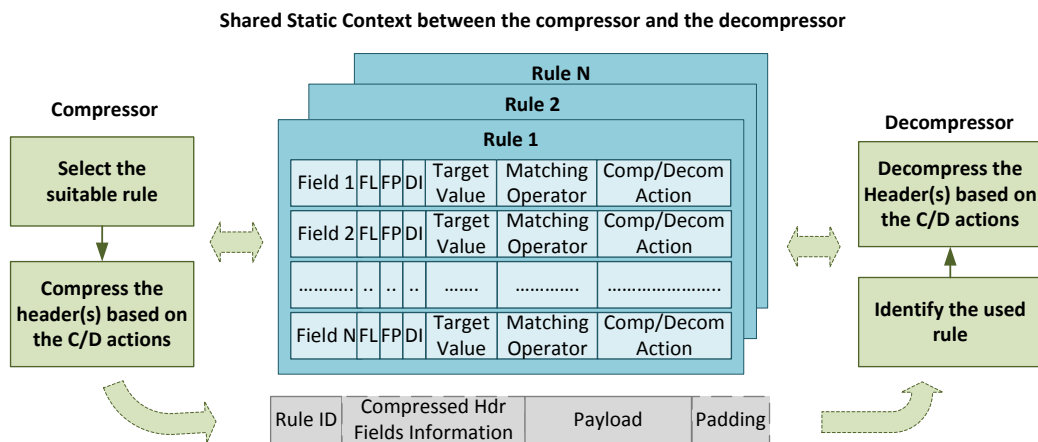 Shared Static Context between the compressor and the decompressor
Compressor
Select the
suitable rule
Compress the
header(s) based on
the C/D actions
Rule N
Rule 2
Rule 1
Field 1 FL FP DI Target Value Matching Operator Comp/Decom Action
Field 2 FL FP DI Target Value Matching Operator Comp/Decom Action
……….. .. .. .. ……. …………. …………………..
Field N FL FP DI Target Value Matching Operator Comp/Decom Action
Decompressor
Decompress the
Header(s) based on
the C/D actions
Identify the used
rule
Rule ID Compressed Hdr Fields Information Payload Padding